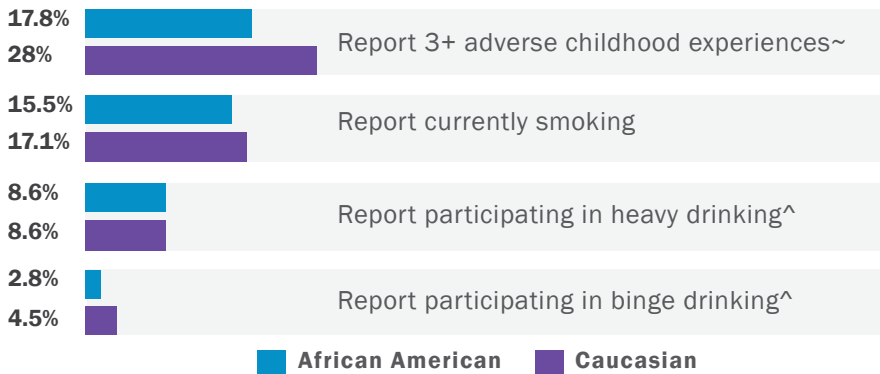 17.8%
Report 3+ adverse childhood experiences~
28%
15.5%
Report currently smoking
17.1%
8.6%
Report participating in heavy drinking^
8.6%
2.8%
Report participating in binge drinking^
4.5%
African American Caucasian